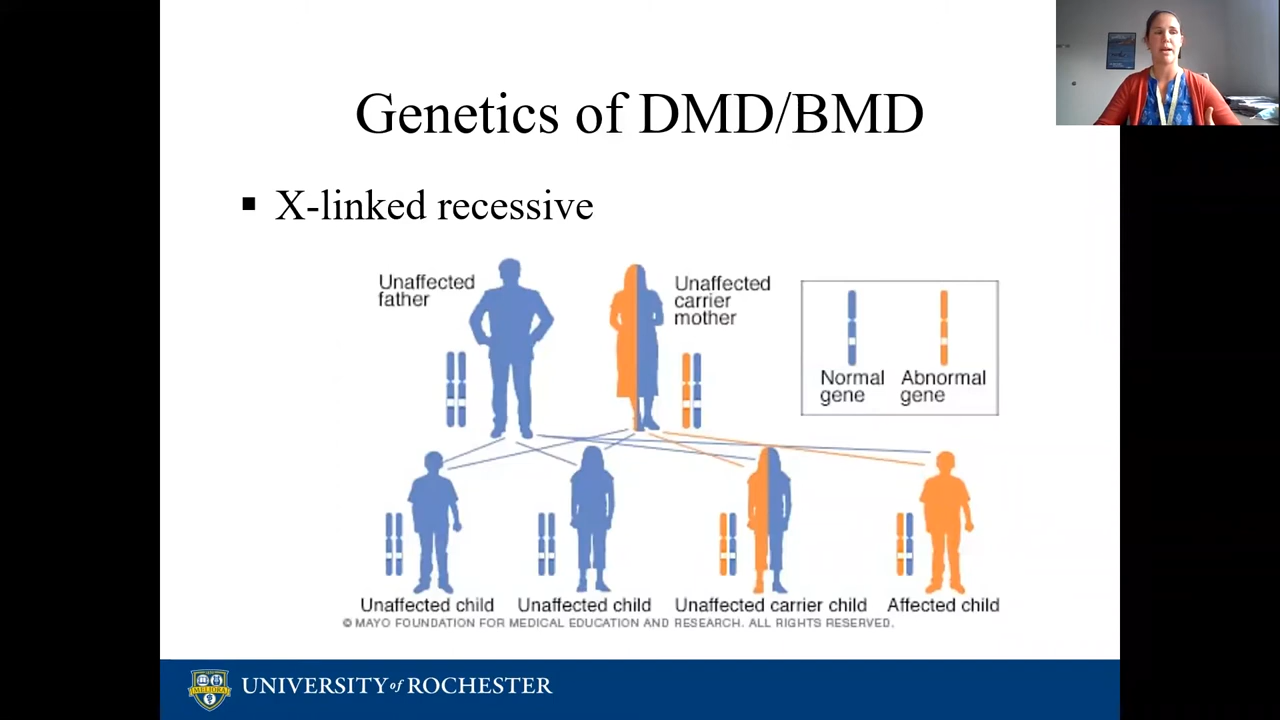 Genetics of DMD/BMD
▪ X-linked recessive
Unaffected
father
Unaffected
carrier
mother
Normal
gene
Abnormal
gene
Unaffected child
Unaffected child
Unaffected carrier child
Affected child
© MAYO FOUNDATION FOR MEDICAL EDUCATION AND RESEARCH. ALL RIGHTS RESERVED.
MELIORA
UNIVERSITY of ROCHESTER